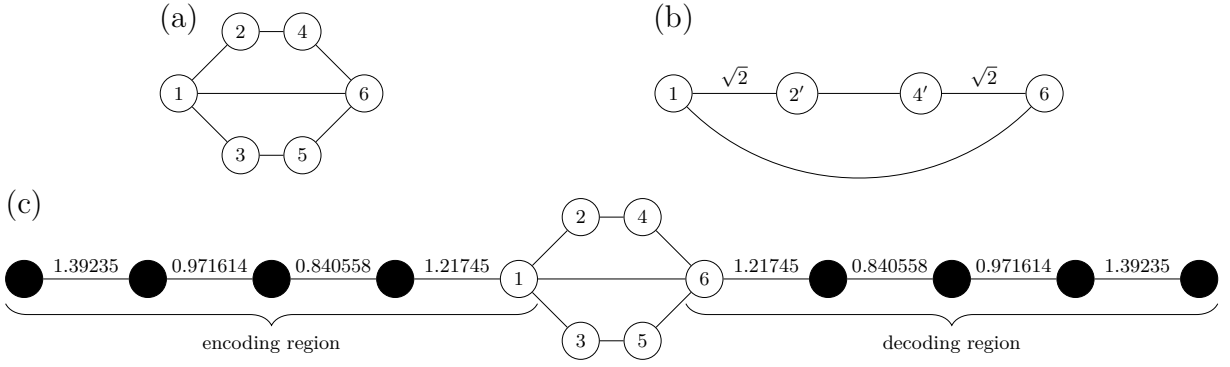 (a)
2 4
1 6
3 5
(b)
√2 √2
1 2′ 4′ 6
(c)
2 4
1.39235 0.971614 0.840558 1.21745 1 6 1.21745 0.840558 0.971614 1.39235
3 5
encoding region decoding region